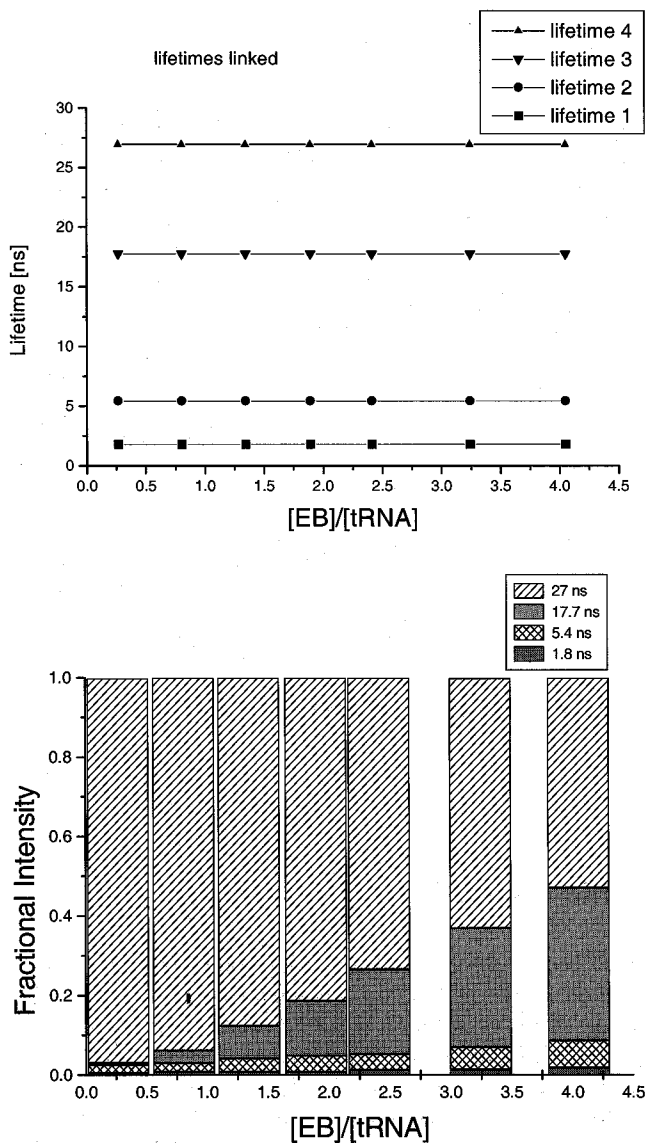 lifetime 4
lifetimes linked
lifetime 3
lifetime 2
lifetime 1
30
25
20
15
10
5
0
Lifetime [ns]
0.0 0.5 1.0 1.5 2.0 2.5 3.0 3.5 4.0 4.5
[EB]/[tRNA]
27 ns
17.7 ns
5.4 ns
1.8 ns
1.0
0.8
0.6
0.4
0.2
0.0
Fractional Intensity
0.0 0.5 1.0 1.5 2.0 2.5 3.0 3.5 4.0 4.5
[EB]/[tRNA]